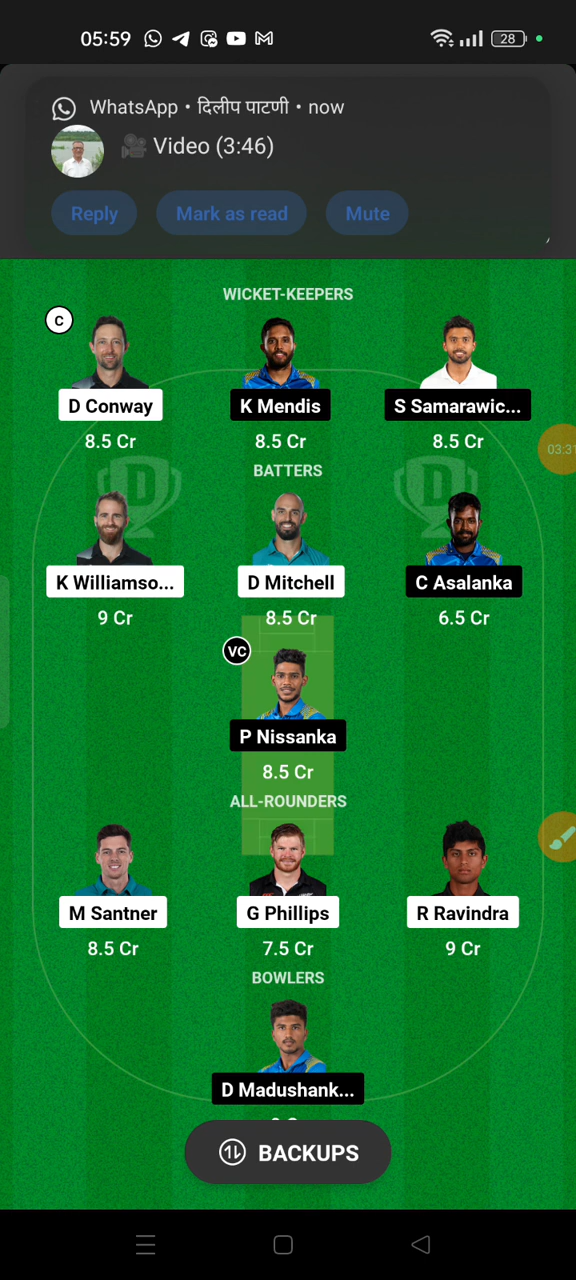 05:59
28
WhatsApp • दिलीप पाटणी • now
Video (3:46)
Reply Mark as read Mute
WICKET-KEEPERS
C
D Conway K Mendis S Samarawic...
8.5 Cr 8.5 Cr 8.5 Cr
03:31
BATTERS
K Williamso... D Mitchell C Asalanka
9 Cr 8.5 Cr 6.5 Cr
VC
P Nissanka
8.5 Cr
ALL-ROUNDERS
M Santner G Phillips R Ravindra
8.5 Cr 7.5 Cr 9 Cr
BOWLERS
D Madushank...
BACKUPS